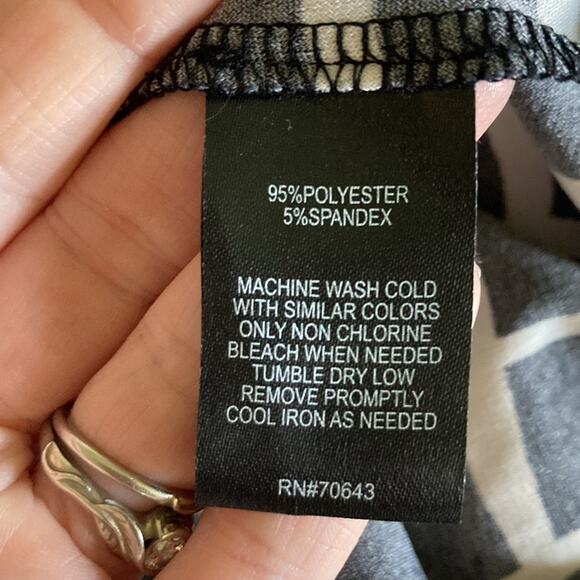 95%POLYESTER
5%SPANDEX
MACHINE WASH COLD
WITH SIMILAR COLORS
ONLY NON CHLORINE
BLEACH WHEN NEEDED
TUMBLE DRY LOW
REMOVE PROMPTLY
COOL IRON AS NEEDED
RN#70643